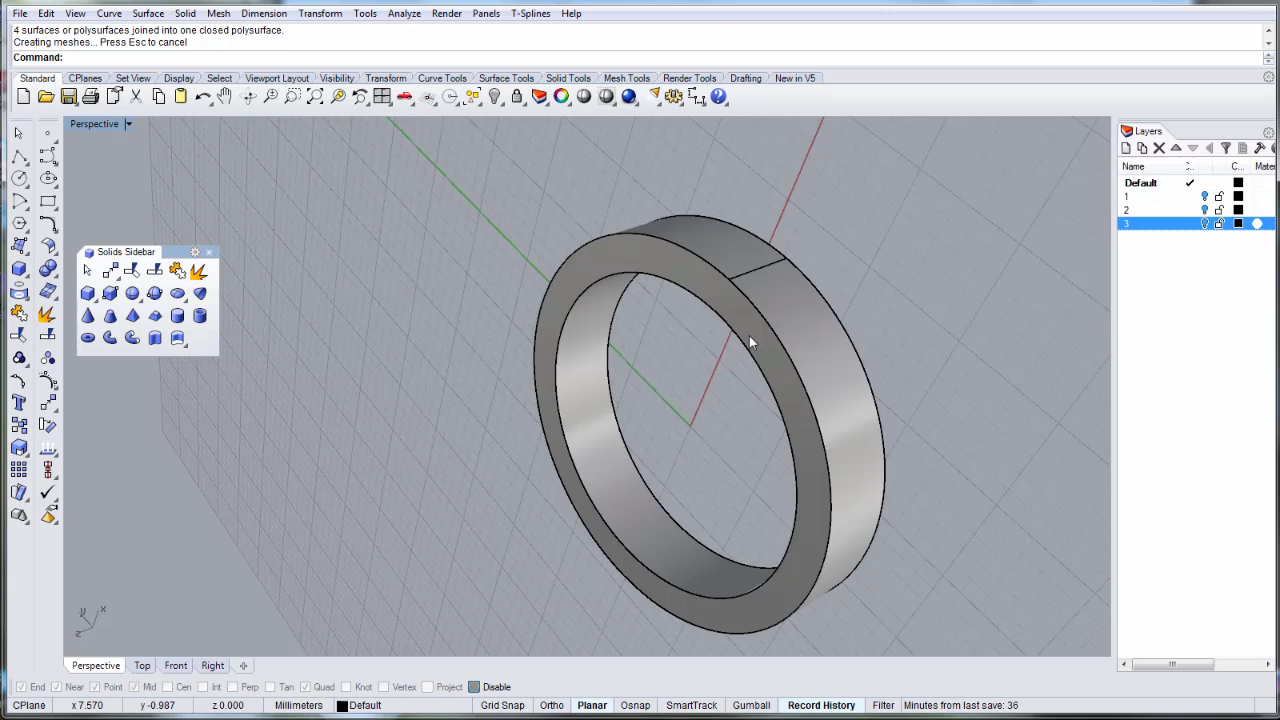 File Edit View Curve Surface Solid Mesh Dimension Transform Tools Analyze Render Panels T-Splines Help
4 surfaces or polysurfaces joined into one closed polysurface.
Creating meshes... Press Esc to cancel
Command:
Standard CPlanes Set View Display Select Viewport Layout Visibility Transform Curve Tools Surface Tools Solid Tools Mesh Tools Render Tools Drafting New in V5
Perspective
Layers
Name C... Mater
Default
1
2
3
Solids Sidebar
y x
z
Perspective Top Front Right
End Near Point Mid Cen Int Perp Tan Quad Knot Vertex Project Disable
CPlane x 7.570 y -0.987 z 0.000 Millimeters Default Grid Snap Ortho Planar Osnap SmartTrack Gumball Record History Filter Minutes from last save: 36